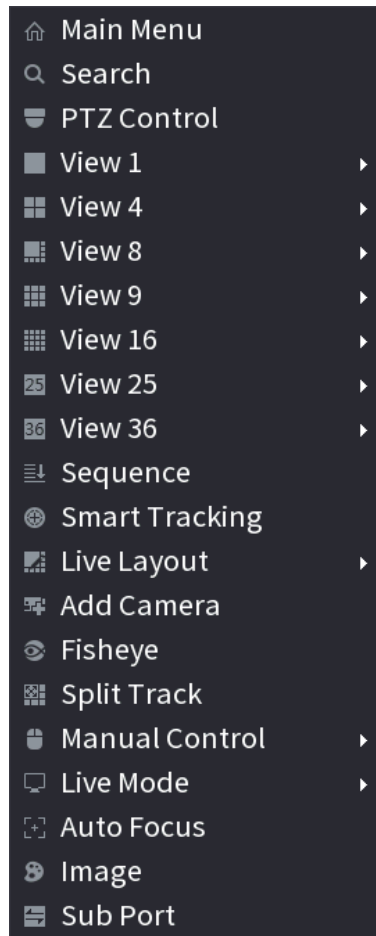 Main Menu
Search
PTZ Control
View 1
View 4
View 8
View 9
View 16
25 View 25
36 View 36
Sequence
Smart Tracking
Live Layout
Add Camera
Fisheye
Split Track
Manual Control
Live Mode
Auto Focus
Image
Sub Port